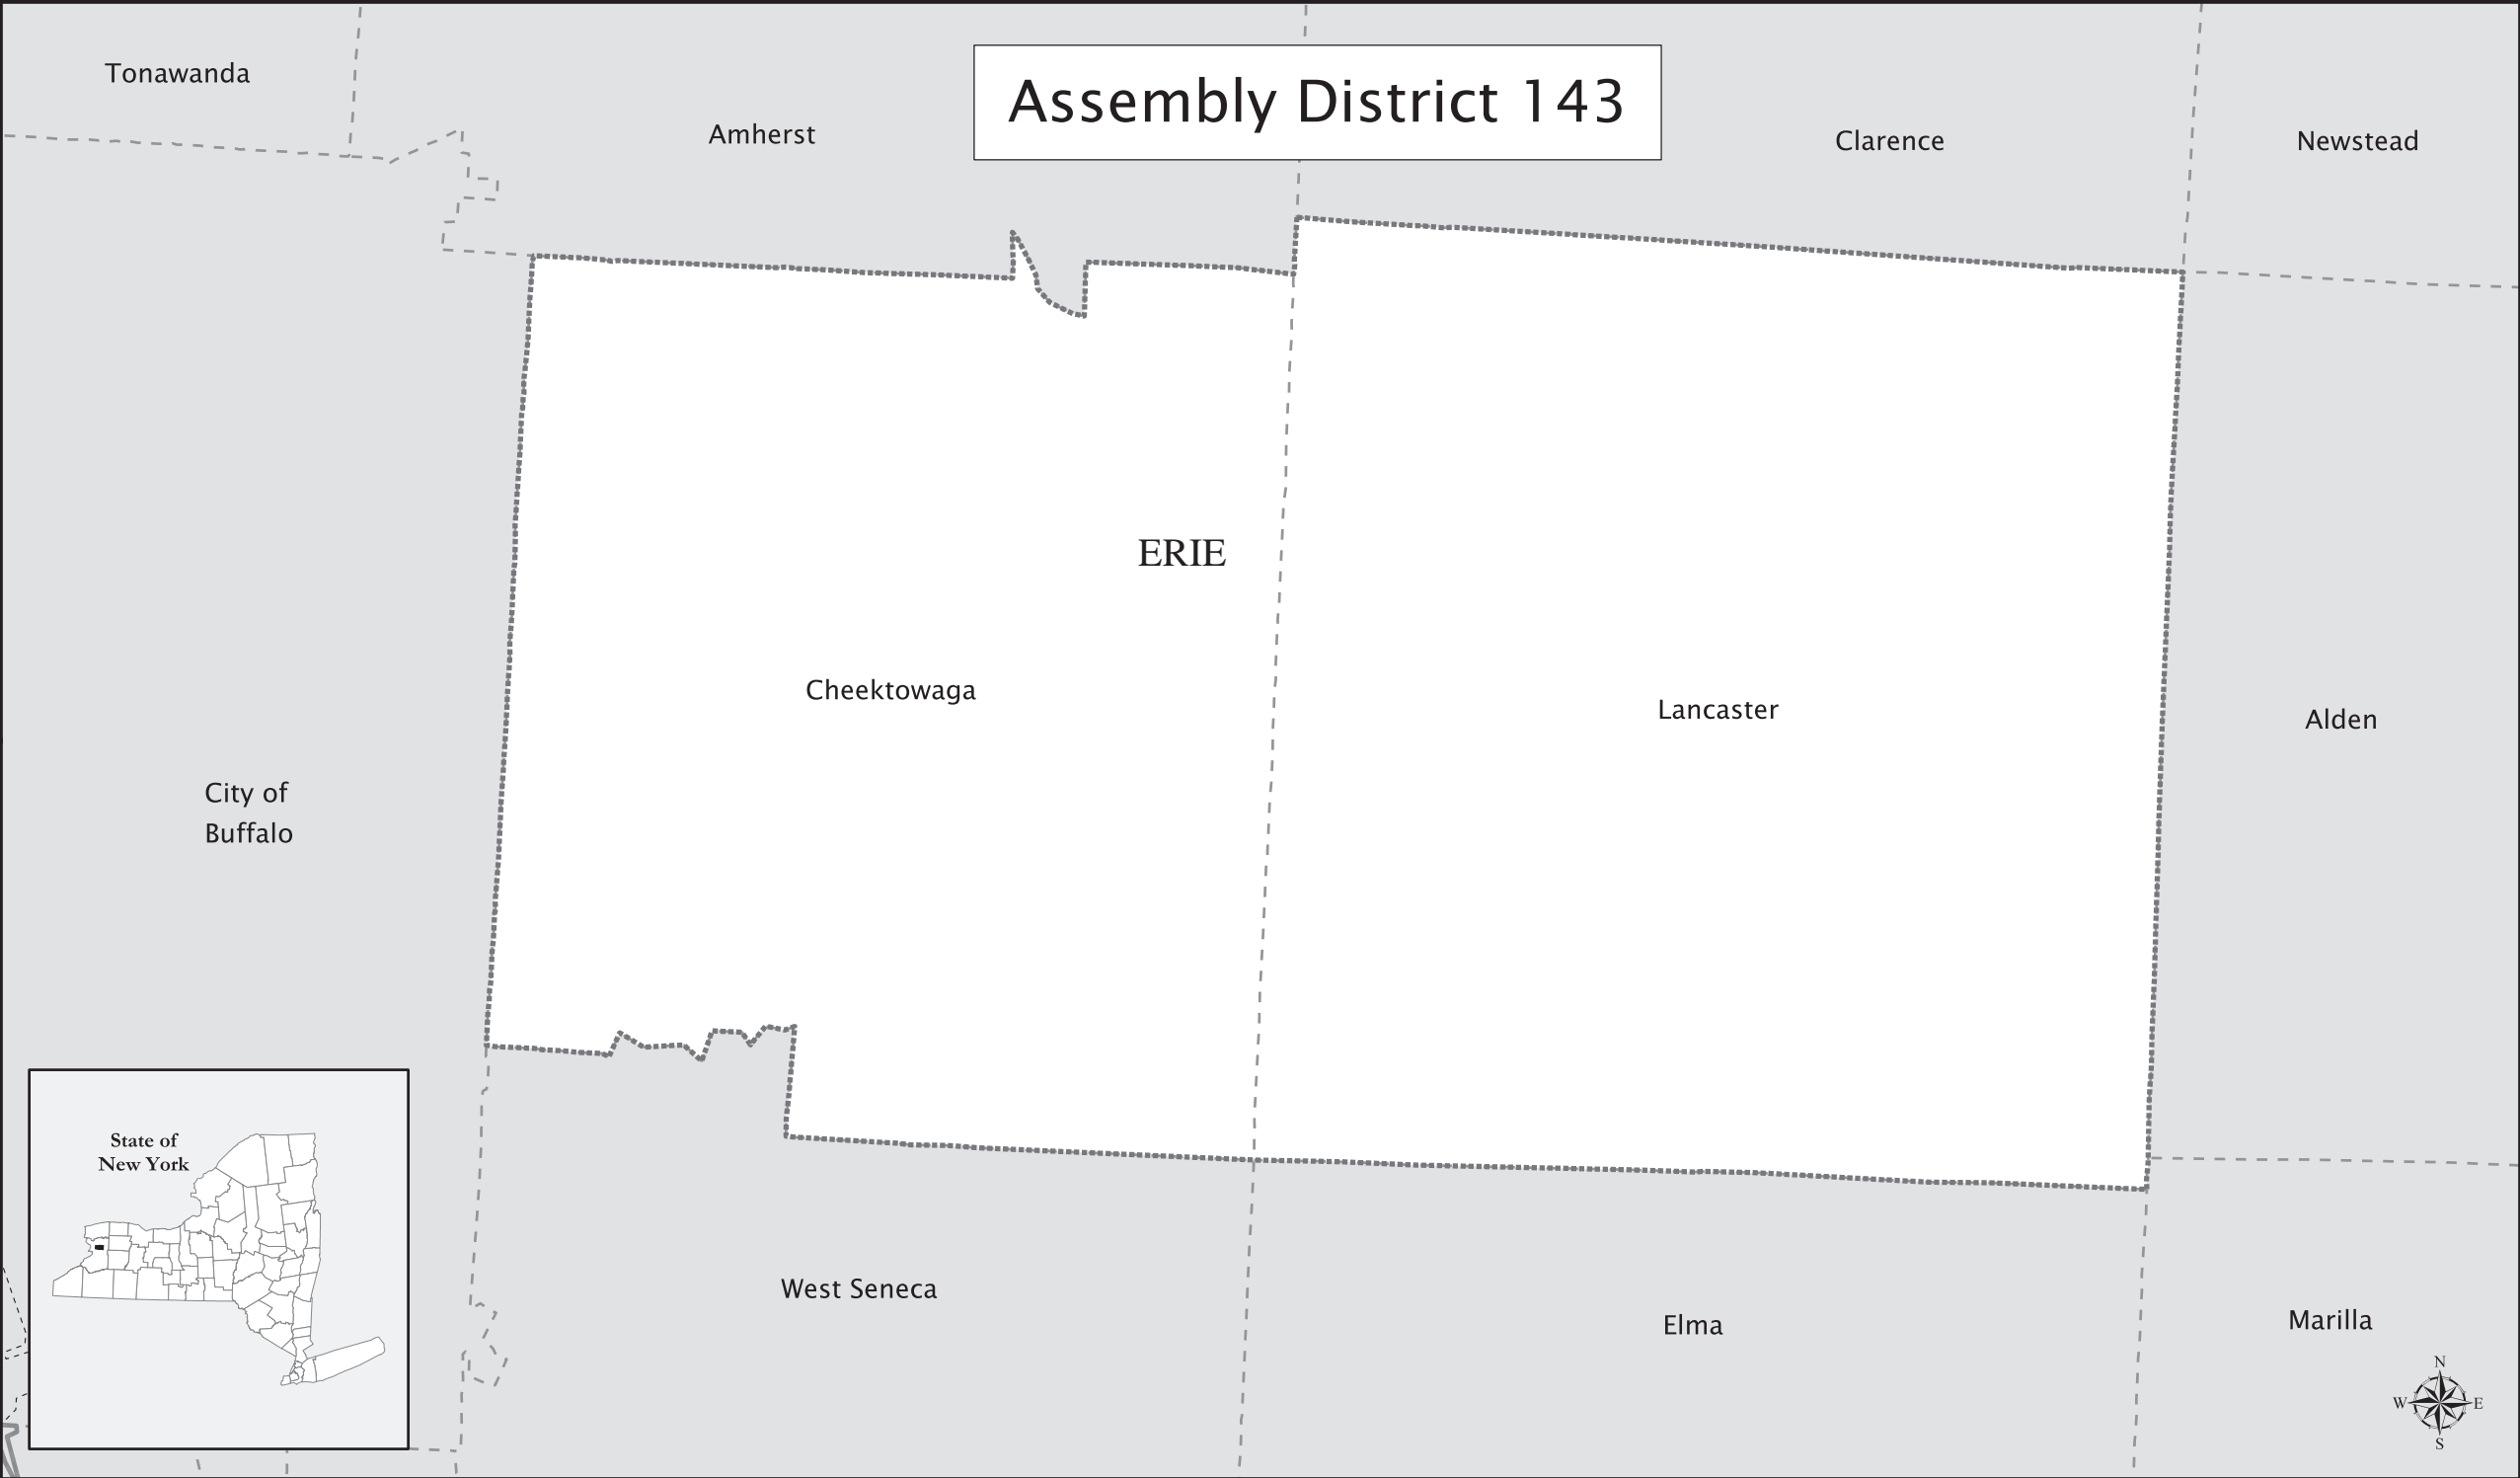 Tonawanda
Assembly District 143
Amherst
Clarence
Newstead
ERIE
Cheektowaga
Lancaster
Alden
City of
Buffalo
State of
New York
West Seneca
Elma
Marilla
N
W E
S